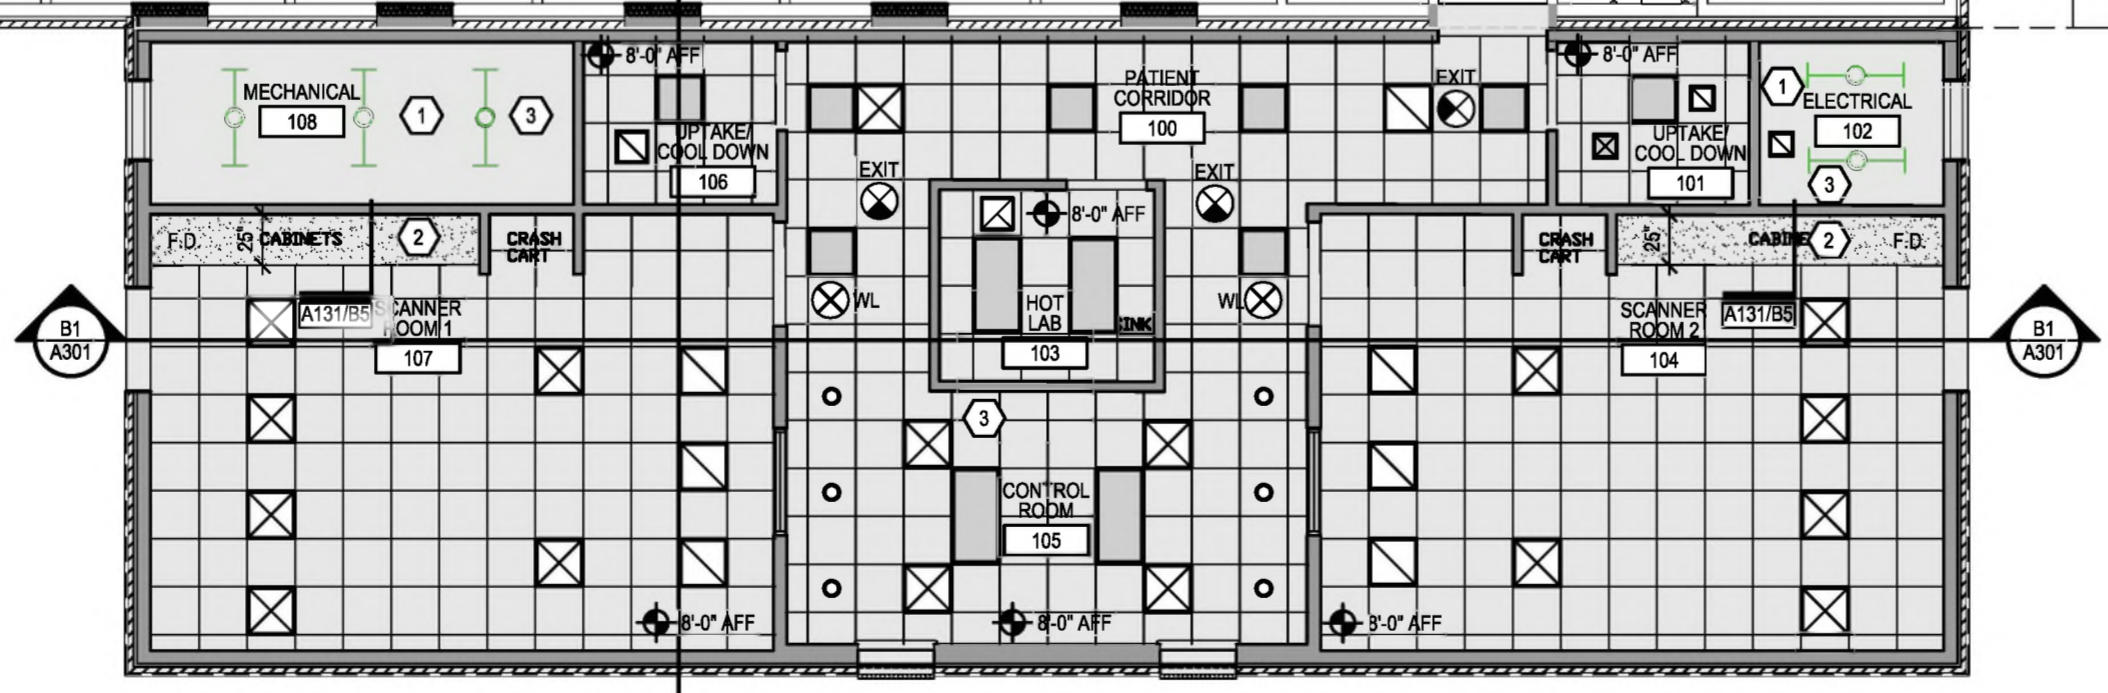 8'-0" AFF
8'-0" AFF
MECHANICAL
108
1
3
PATIENT
CORRIDOR
100
EXIT
1
ELECTRICAL
102
UPTAKE/
COOL DOWN
106
UPTAKE/
COOL DOWN
101
3
EXIT
EXIT
8'-0" AFF
F.D.
25"
CABINETS
2
CRASH
CART
CRASH
CART
25"
CABINE
2
F.D.
WL
HOT
LAB
103
WL
A131/B5
SCANNER
ROOM 1
107
SCANNER
ROOM 2
104
A131/B5
B1
A301
B1
A301
3
CONTROL
ROOM
105
8'-0" AFF
8'-0" AFF
8'-0" AFF